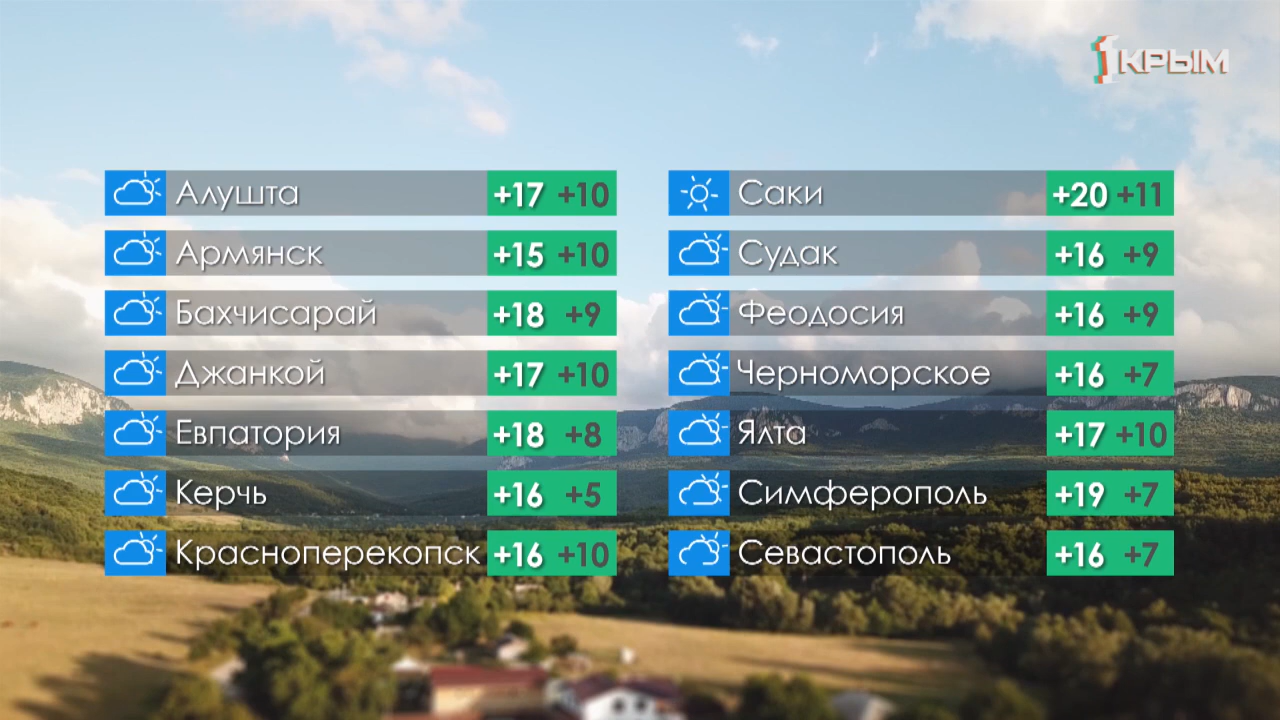 1КРЫМ
Алушта +17 +10
Армянск +15 +10
Бахчисарай +18 +9
Джанкой +17 +10
Евпатория +18 +8
Керчь +16 +5
Красноперекопск +16 +10
Саки +20 +11
Судак +16 +9
Феодосия +16 +9
Черноморское +16 +7
Ялта +17 +10
Симферополь +19 +7
Севастополь +16 +7